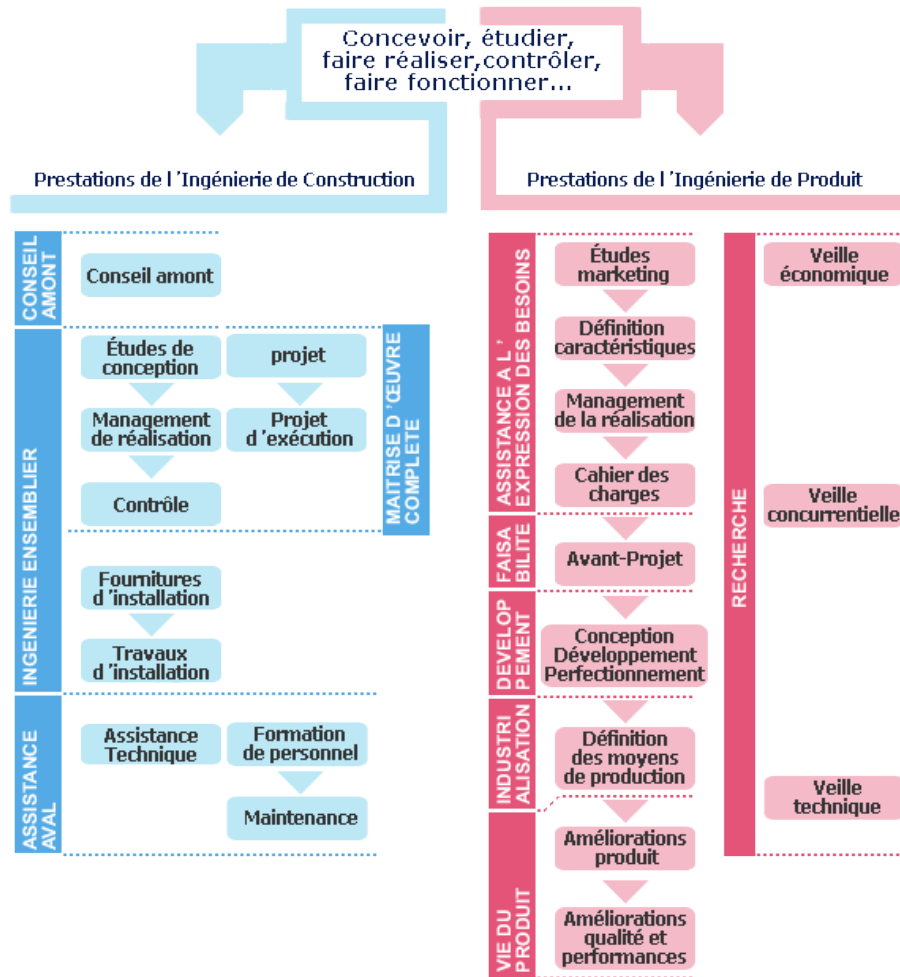 Concevoir, étudier,
faire réaliser,contrôler,
faire fonctionner...
Prestations de l 'Ingénierie de Construction
CONSEIL
AMONT
Conseil amont
INGENIERIE ENSEMBLIER
Études de
conception
projet
Management
de réalisation
Projet
d 'exécution
Contrôle
MAITRISE D 'ŒUVRE
COMPLETE
Fournitures
d 'installation
Travaux
d 'installation
ASSISTANCE
AVAL
Assistance
Technique
Formation
de personnel
Maintenance
Prestations de l 'Ingénierie de Produit
ASSISTANCE A L '
EXPRESSION DES BESOINS
Études
marketing
Définition
caractéristiques
Management
de la réalisation
Cahier des
charges
FAISA
BILITE
Avant-Projet
DEVELOP
PEMENT
Conception
Développement
Perfectionnement
INDUSTRI
ALISATION
Définition
des moyens
de production
VIE DU
PRODUIT
Améliorations
produit
Améliorations
qualité et
performances
RECHERCHE
Veille
économique
Veille
concurrentielle
Veille
technique